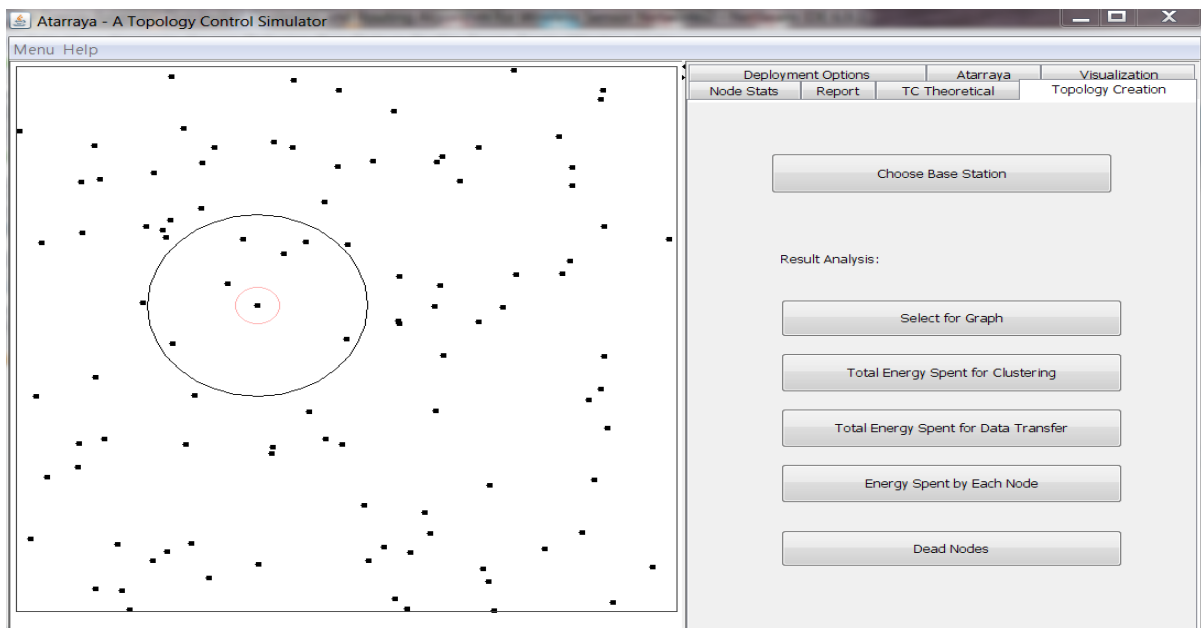 Atarraya - A Topology Control Simulator
Menu Help
Deployment Options Atarraya Visualization
Node Stats Report TC Theoretical Topology Creation
Choose Base Station
Result Analysis:
Select for Graph
Total Energy Spent for Clustering
Total Energy Spent for Data Transfer
Energy Spent by Each Node
Dead Nodes